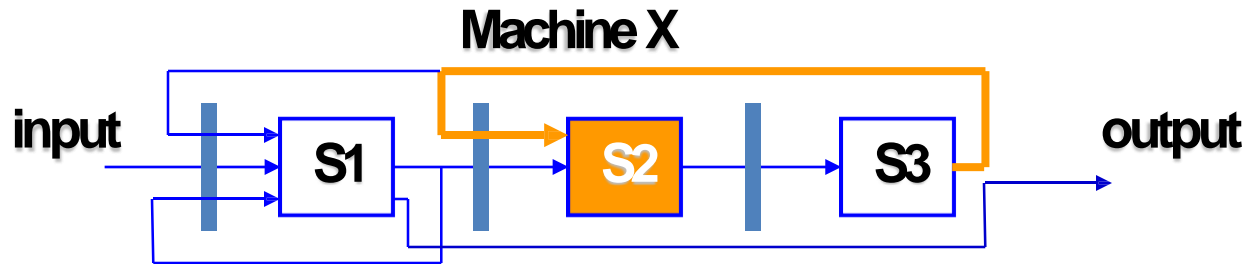 Machine X
input
S1
S2
S3
output